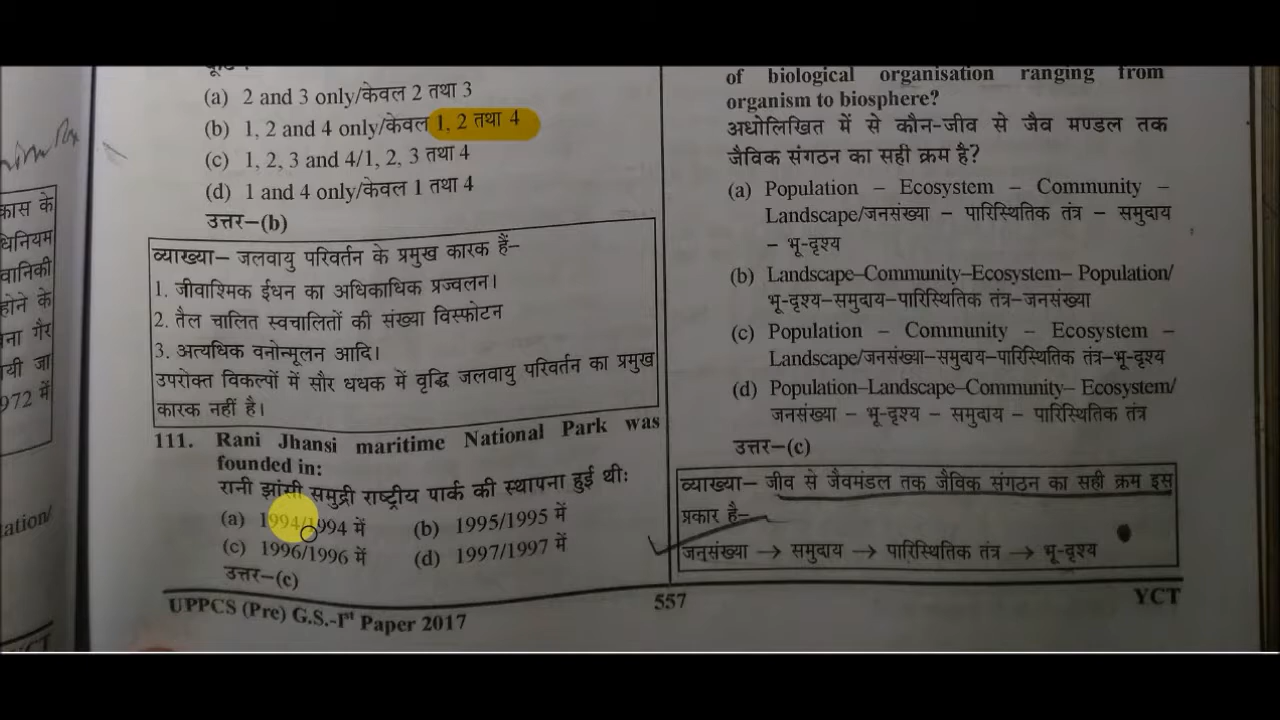 कास के
धिनियम
वानिकी
होने के
वना गैर
यी जा
972 में
ation/
(a) 2 and 3 only/केवल 2 तथा 3
(b) 1, 2 and 4 only/केवल 1, 2 तथा 4
(c) 1, 2, 3 and 4/1, 2, 3 तथा 4
(d) 1 and 4 only/केवल 1 तथा 4
उत्तर–(b)
व्याख्या– जलवायु परिवर्तन के प्रमुख कारक हैं–
1. जीवाश्मिक ईधन का अधिकाधिक प्रज्वलन।
2. तैल चालित स्वचालितों की संख्या विस्फोटन
3. अत्यधिक वनोन्मूलन आदि।
उपरोक्त विकल्पों में सौर धधक में वृद्धि जलवायु परिवर्तन का प्रमुख
कारक नहीं है।
111. Rani Jhansi maritime National Park was
founded in:
रानी झांसी समुद्री राष्ट्रीय पार्क की स्थापना हुई थीः
(a) 1994/1994 में (b) 1995/1995 में
(c) 1996/1996 में (d) 1997/1997 में
उत्तर–(c)
of biological organisation ranging from
organism to biosphere?
अधोलिखित में से कौन-जीव से जैव मण्डल तक
जैविक संगठन का सही क्रम है?
(a) Population – Ecosystem – Community –
Landscape/जनसंख्या – पारिस्थितिक तंत्र – समुदाय
– भू-दृश्य
(b) Landscape–Community–Ecosystem– Population/
भू-दृश्य–समुदाय–पारिस्थितिक तंत्र–जनसंख्या
(c) Population – Community – Ecosystem –
Landscape/जनसंख्या–समुदाय–पारिस्थितिक तंत्र–भू-दृश्य
(d) Population–Landscape–Community– Ecosystem/
जनसंख्या – भू-दृश्य – समुदाय – पारिस्थितिक तंत्र
उत्तर–(c)
व्याख्या– जीव से जैवमंडल तक जैविक संगठन का सही क्रम इस
प्रकार है–
जनसंख्या → समुदाय → पारिस्थितिक तंत्र → भू-दृश्य
UPPCS (Pre) G.S.-Ist Paper 2017 557 YCT